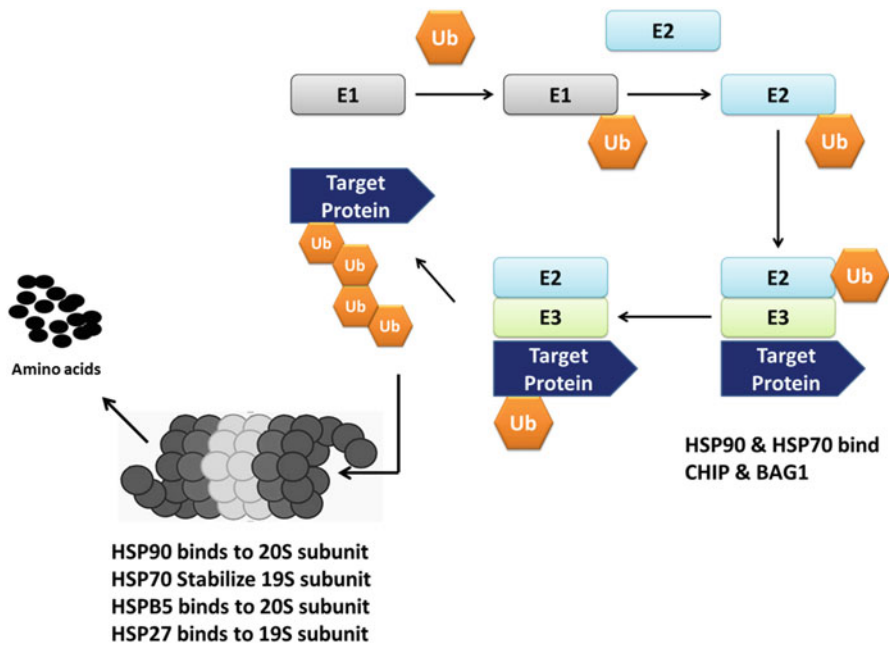 Ub
E2
E1
E1
Ub
E2
Ub
Target
Protein
Ub
Ub
Ub
Ub
E2
E3
Target
Protein
Ub
E2
Ub
E3
Target
Protein
HSP90 & HSP70 bind
CHIP & BAG1
Amino acids
HSP90 binds to 20S subunit
HSP70 Stabilize 19S subunit
HSPB5 binds to 20S subunit
HSP27 binds to 19S subunit